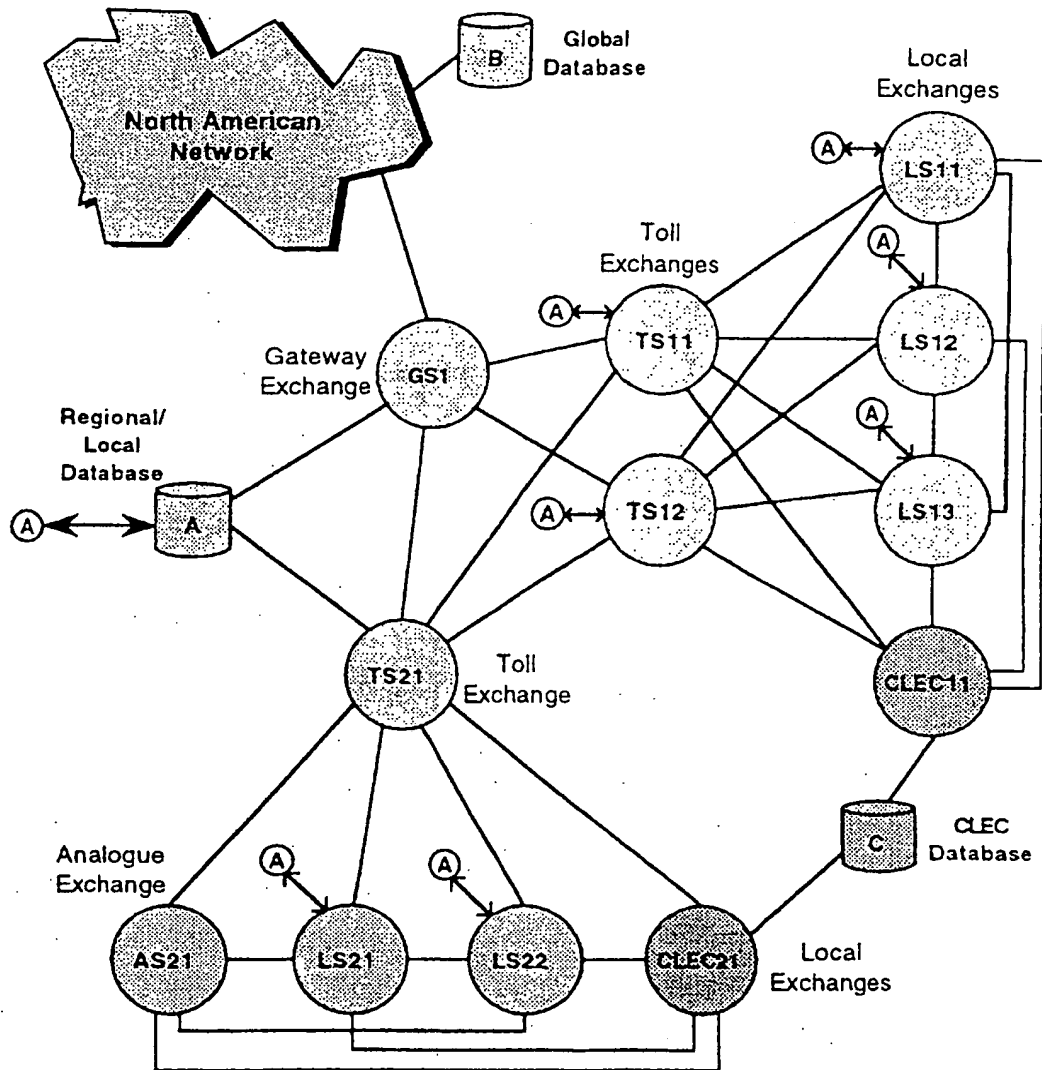 B
Global
Database
North American
Network
Local
Exchanges
A
LS11
Toll
Exchanges
A
A
TS11
LS12
Gateway
Exchange
GS1
A
Regional/
Local
Database
A
A
A
TS12
LS13
TS21
Toll
Exchange
CLEC11
C
CLEC
Database
Analogue
Exchange
A
A
AS21
LS21
LS22
CLEC21
Local
Exchanges